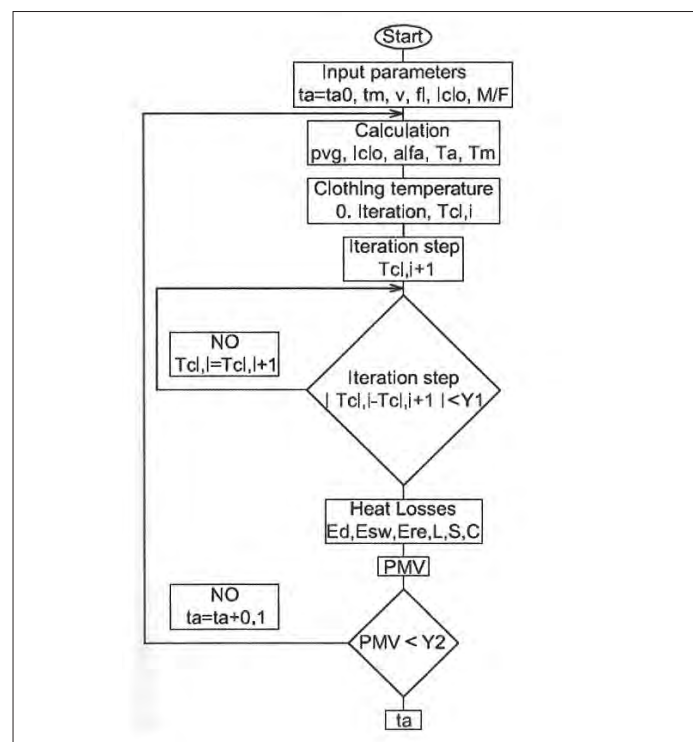 Start
Input parameters
ta=ta0, tm, v, fl, Iclo, M/F
Calculation
pvg, Iclo, alfa, Ta, Tm
Clothing temperature
0. Iteration, Tcl,i
Iteration step
Tcl,i+1
NO
Tcl,i=Tcl,i+1
Iteration step
| Tcl,i-Tcl,i+1 |<Y1
Heat Losses
Ed,Esw,Ere,L,S,C
PMV
NO
ta=ta+0,1
PMV < Y2
ta